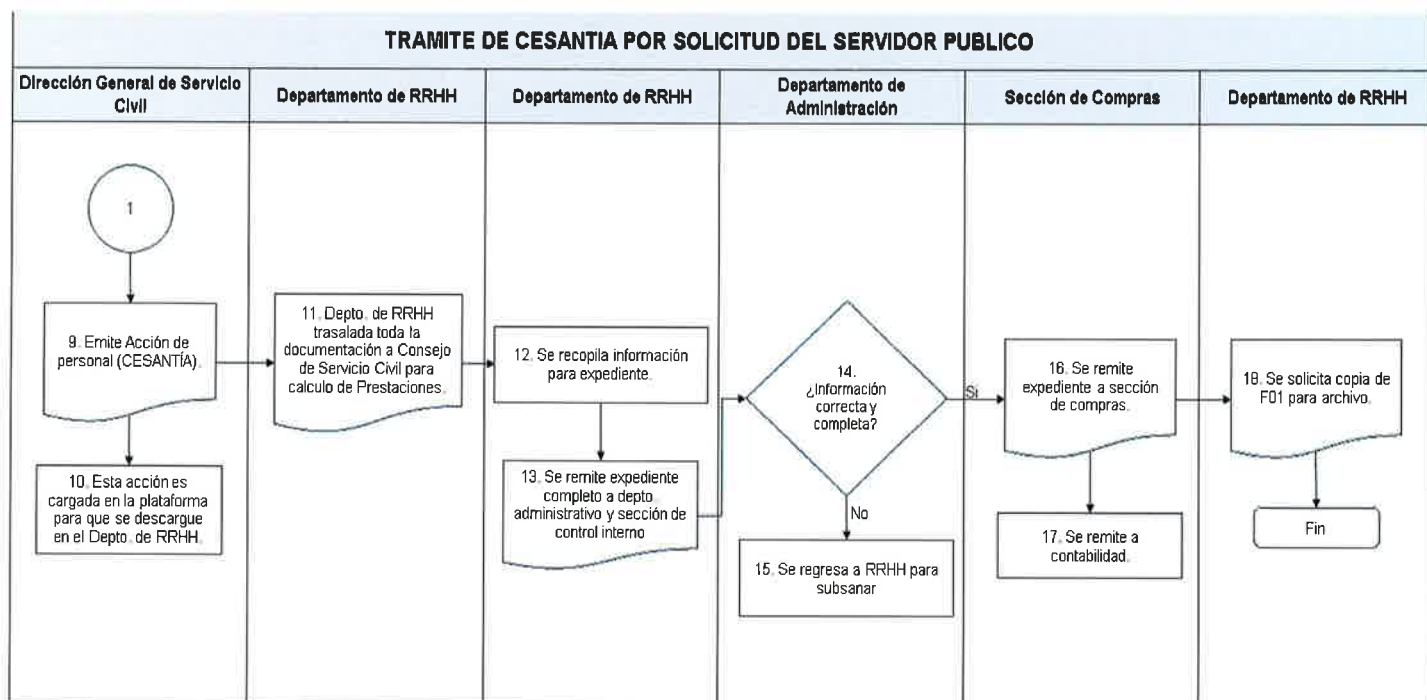 TRAMITE DE CESANTIA POR SOLICITUD DEL SERVIDOR PUBLICO
Dirección General de Servicio
Civil
Departamento de RRHH
Departamento de RRHH
Departamento de
Administración
Sección de Compras
Departamento de RRHH
1
9. Emite Acción de
personal (CESANTÍA).
10. Esta acción es
cargada en la plataforma
para que se descargue
en el Depto. de RRHH.
11. Depto. de RRHH
trasalada toda la
documentación a Consejo
de Servicio Civil para
calculo de Prestaciones.
12. Se recopila información
para expediente.
13. Se remite expediente
completo a depto.
administrativo y sección de
control interno
14.
¿Información
correcta y
completa?
Si
No
15. Se regresa a RRHH para
subsanar
16. Se remite
expediente a sección
de compras.
17. Se remite a
contabilidad.
18. Se solicita copia de
F01 para archivo.
Fin